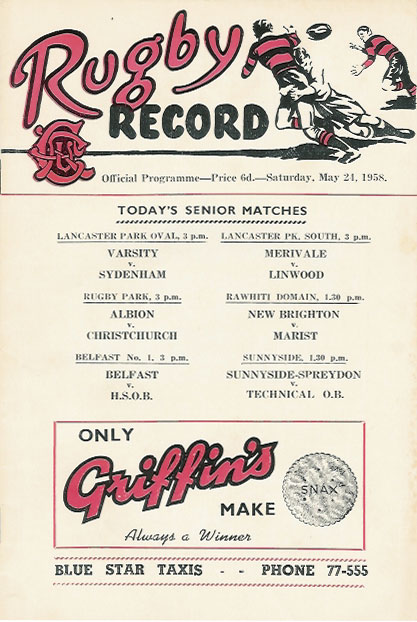 Rugby
RECORD
Official Programme—Price 6d.—Saturday, May 24, 1958.
TODAY'S SENIOR MATCHES
LANCASTER PARK OVAL, 3 p.m.
VARSITY
v.
SYDENHAM
LANCASTER PK. SOUTH, 3 p.m.
MERIVALE
v.
LINWOOD
RUGBY PARK, 3 p.m.
ALBION
v.
CHRISTCHURCH
RAWHITI DOMAIN, 1.30 p.m.
NEW BRIGHTON
v.
MARIST
BELFAST No. 1, 3 p.m.
BELFAST
v.
H.S.O.B.
SUNNYSIDE, 1.30 p.m.
SUNNYSIDE-SPREYDON
v.
TECHNICAL O.B.
ONLY
Griffin's
MAKE
SNAX
Always a Winner
BLUE STAR TAXIS - - PHONE 77-555